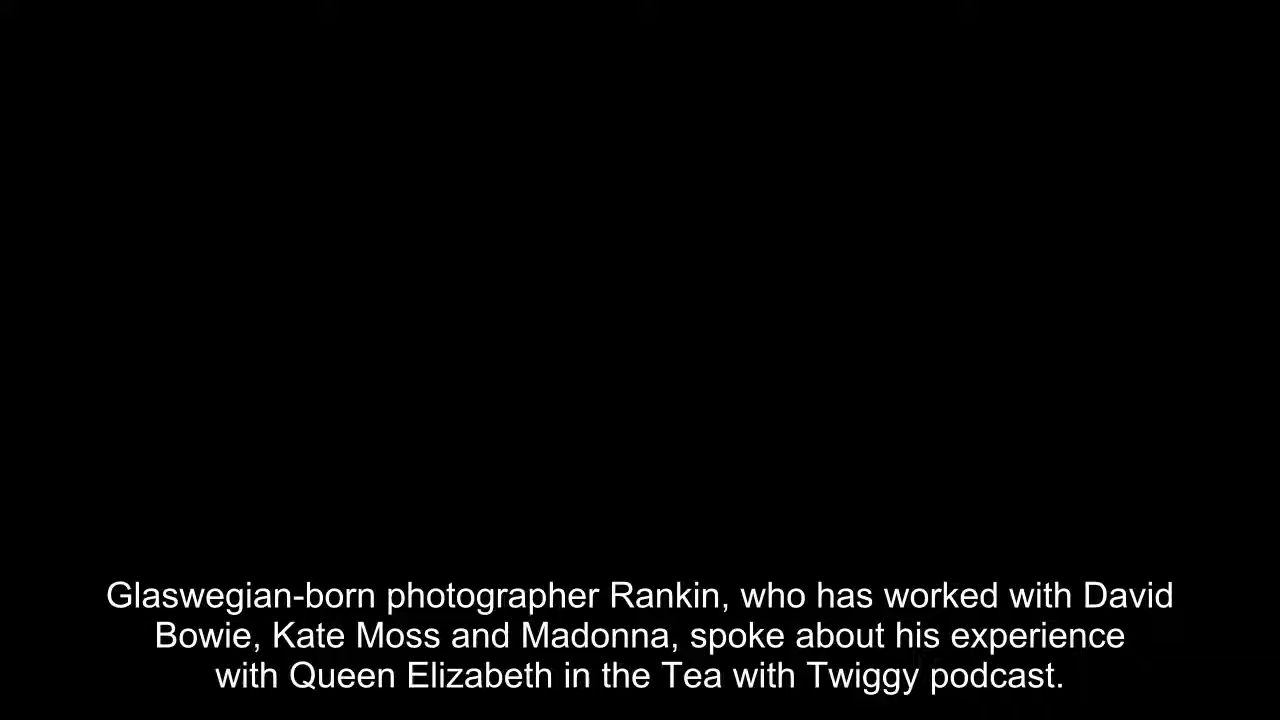 Glaswegian-born photographer Rankin, who has worked with David
Bowie, Kate Moss and Madonna, spoke about his experience
with Queen Elizabeth in the Tea with Twiggy podcast.